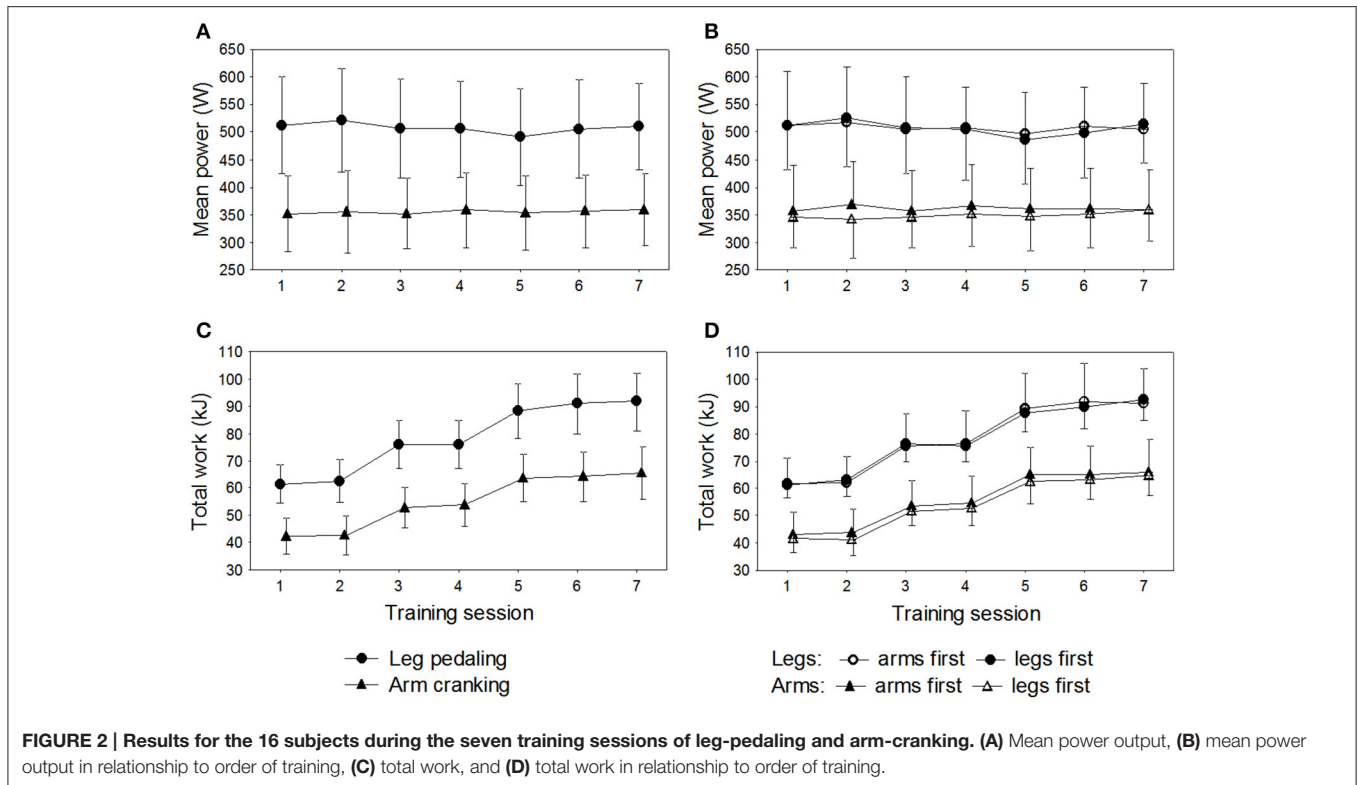 A
650
600
550
500
450
400
350
300
250
Mean power (W)
1 2 3 4 5 6 7
B
650
600
550
500
450
400
350
300
250
Mean power (W)
1 2 3 4 5 6 7
C
110
100
90
80
70
60
50
40
30
Total work (kJ)
1 2 3 4 5 6 7
Training session
Leg pedaling
Arm cranking
D
110
100
90
80
70
60
50
40
30
Total work (kJ)
1 2 3 4 5 6 7
Training session
Legs: arms first legs first
Arms: arms first legs first
FIGURE 2 | Results for the 16 subjects during the seven training sessions of leg-pedaling and arm-cranking. (A) Mean power output, (B) mean power
output in relationship to order of training, (C) total work, and (D) total work in relationship to order of training.